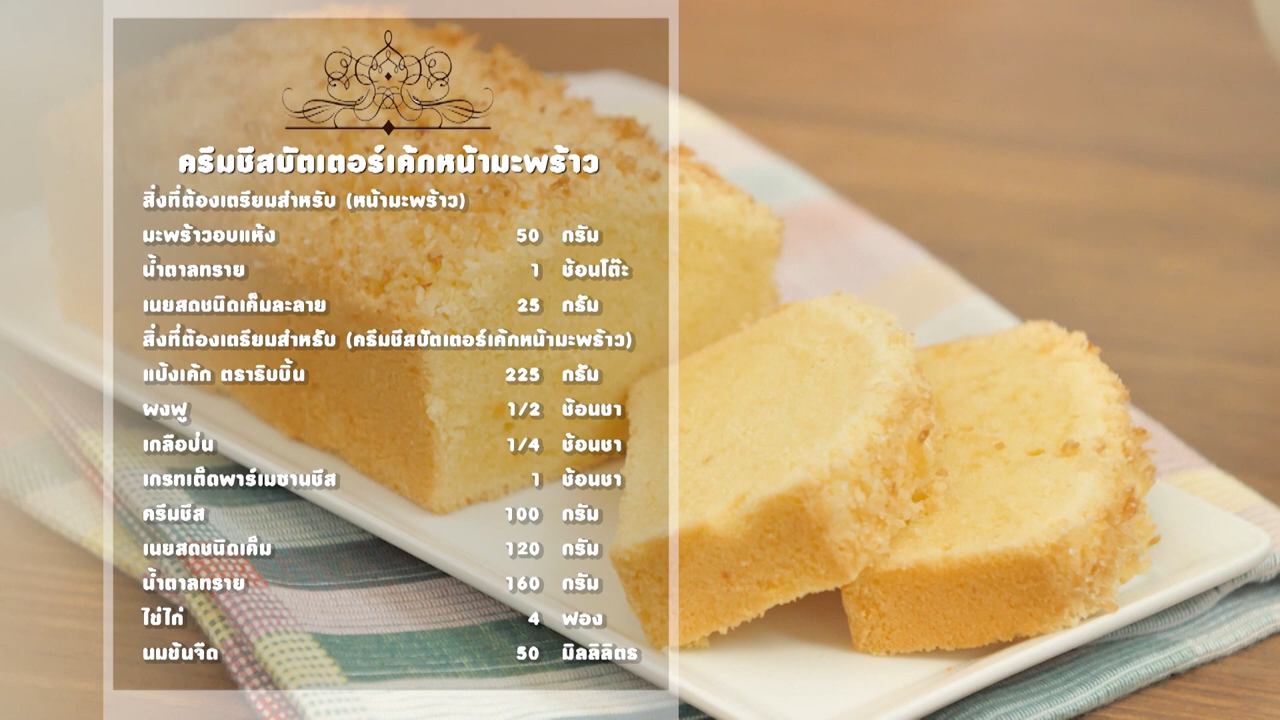 ครีมชีสบัตเตอร์เค้กหน้ามะพร้าว
สิ่งที่ต้องเตรียมสำหรับ (หน้ามะพร้าว)
มะพร้าวอบแห้ง 50 กรัม
น้ำตาลทราย 1 ช้อนโต๊ะ
เนยสดชนิดเค็มละลาย 25 กรัม
สิ่งที่ต้องเตรียมสำหรับ (ครีมชีสบัตเตอร์เค้กหน้ามะพร้าว)
แป้งเค้ก ตราริบบิ้น 225 กรัม
ผงฟู 1/2 ช้อนชา
เกลือป่น 1/4 ช้อนชา
เกรทเต็ดพาร์เมซานชีส 1 ช้อนชา
ครีมชีส 100 กรัม
เนยสดชนิดเค็ม 120 กรัม
น้ำตาลทราย 160 กรัม
ไข่ไก่ 4 ฟอง
นมข้นจืด 50 มิลลิลิตร